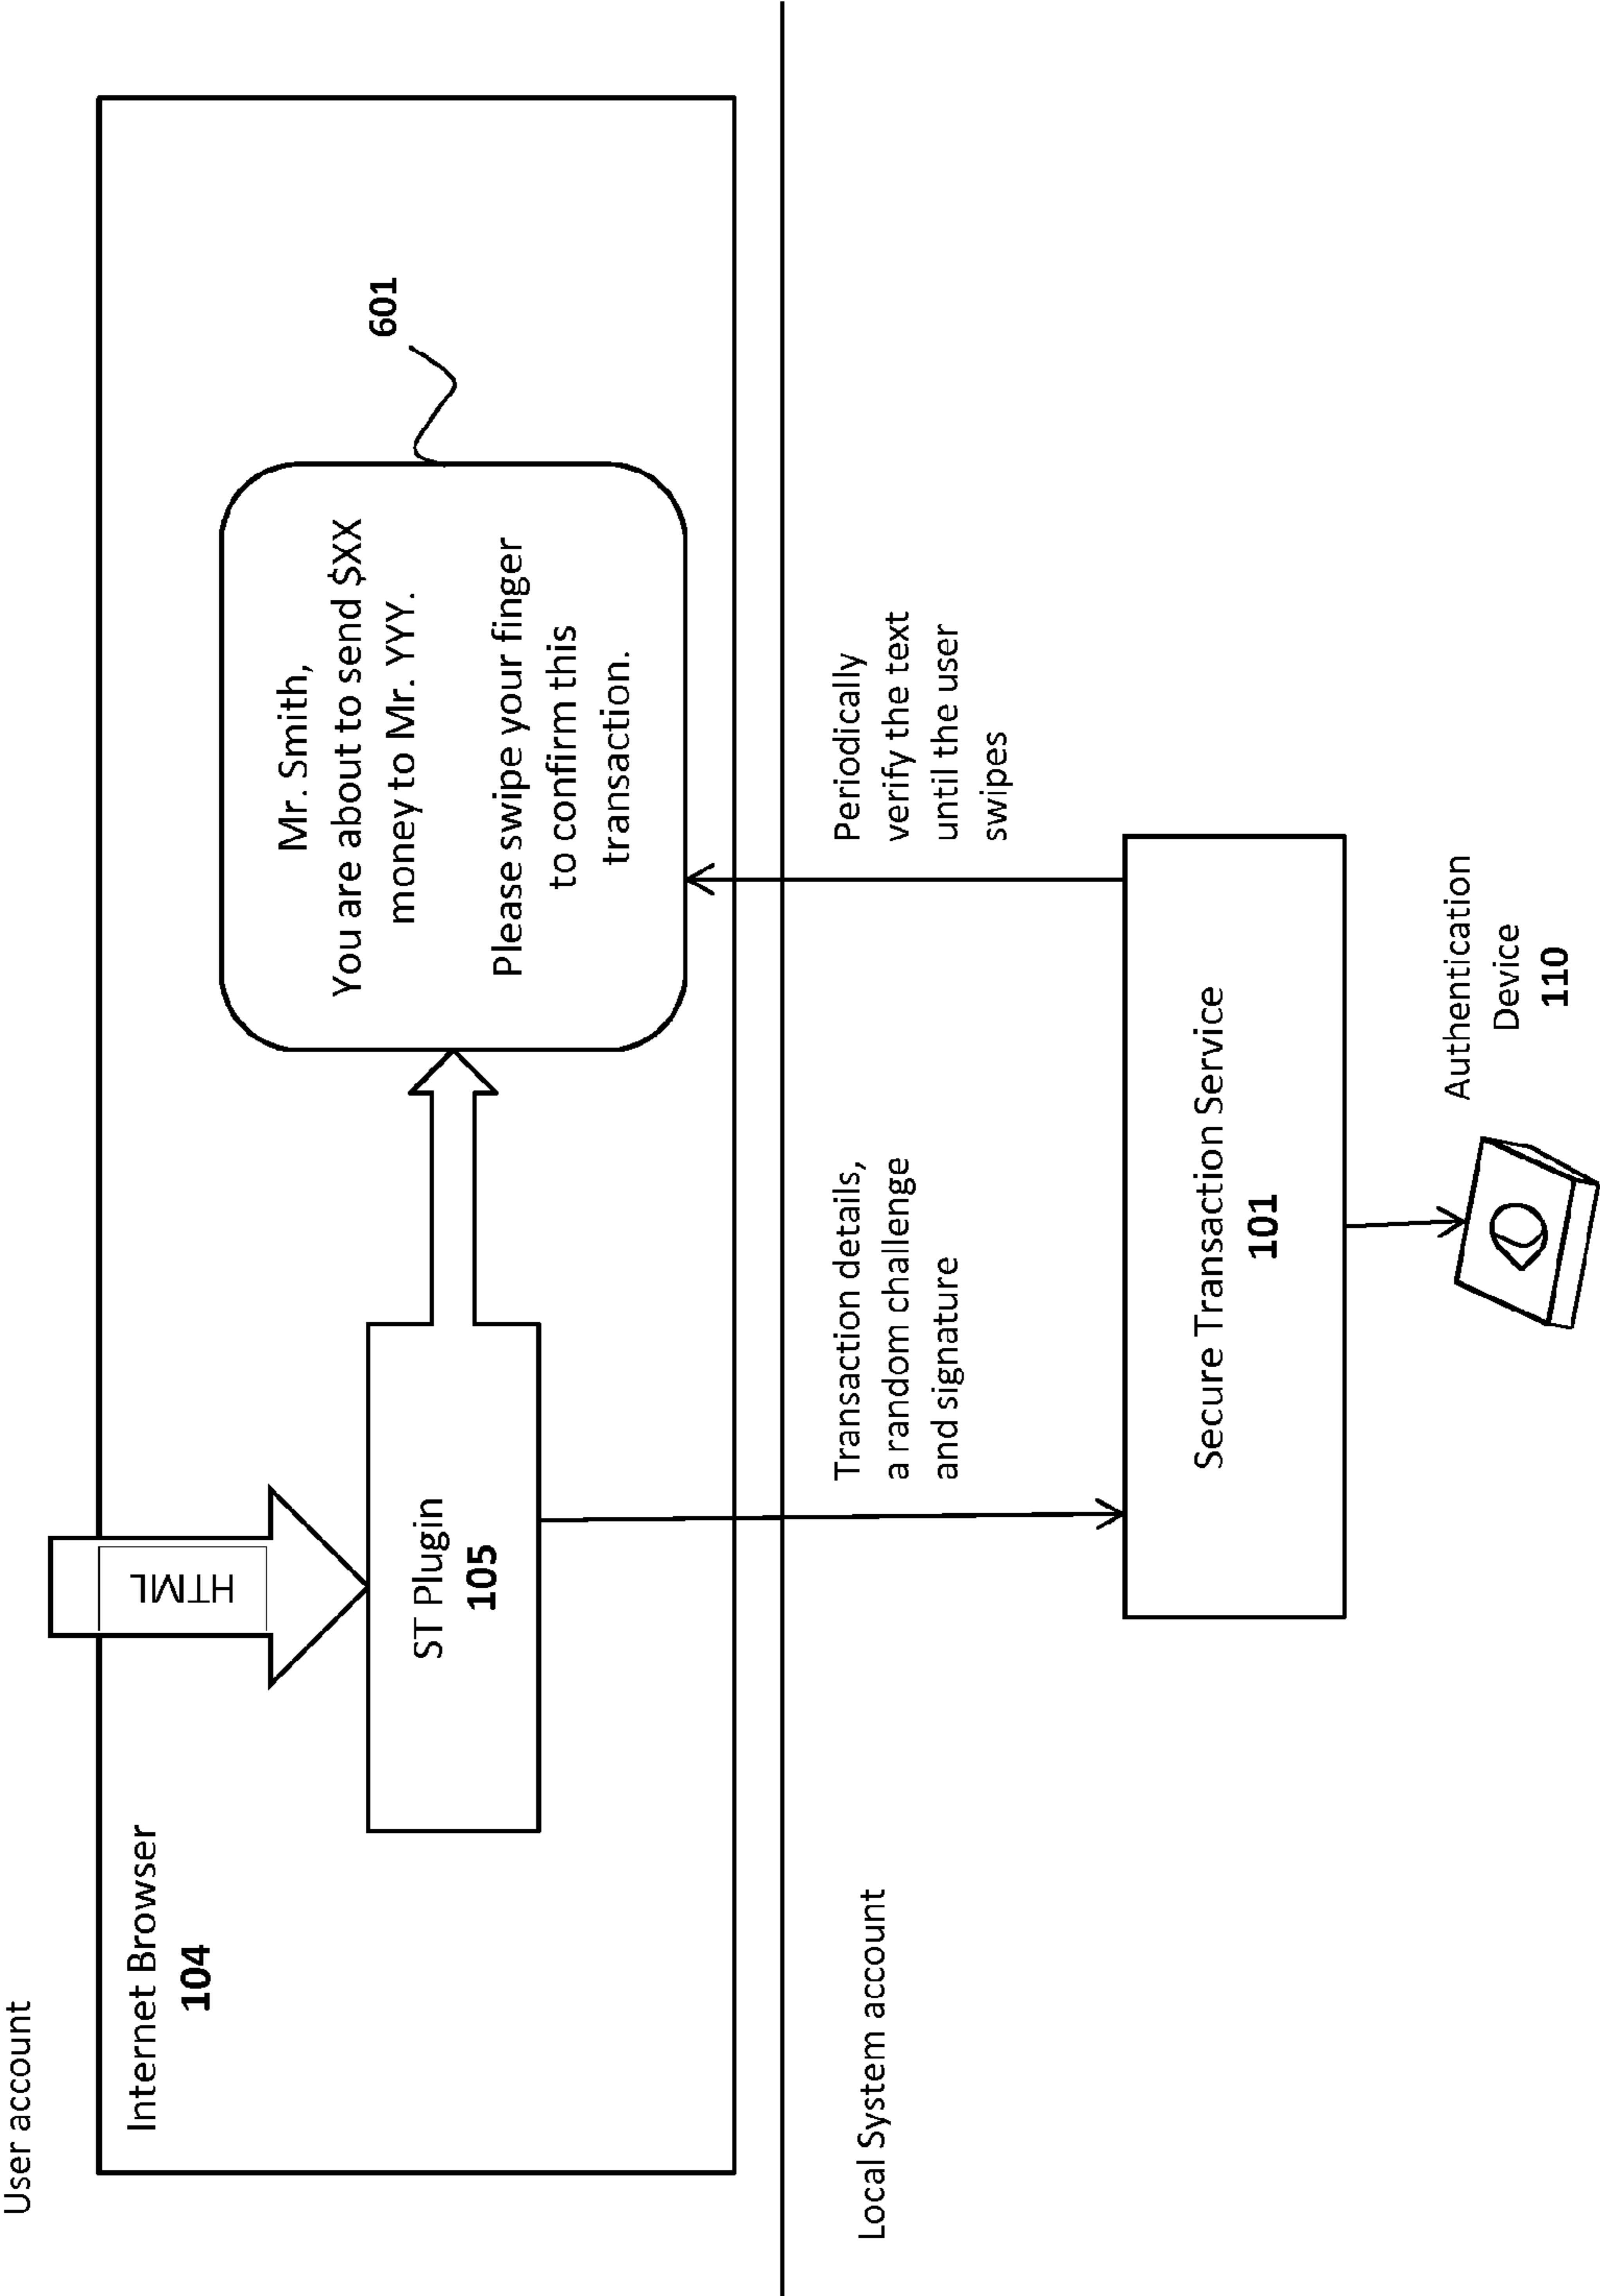 User account
Internet Browser
104
HTML
ST Plugin
105
Mr. Smith,
You are about to send $XX
money to Mr. YYY.
Please swipe your finger
to confirm this
transaction.
601
Transaction details,
a random challenge
and signature
Periodically
verify the text
until the user
swipes
Local System account
Secure Transaction Service
101
Authentication
Device
110